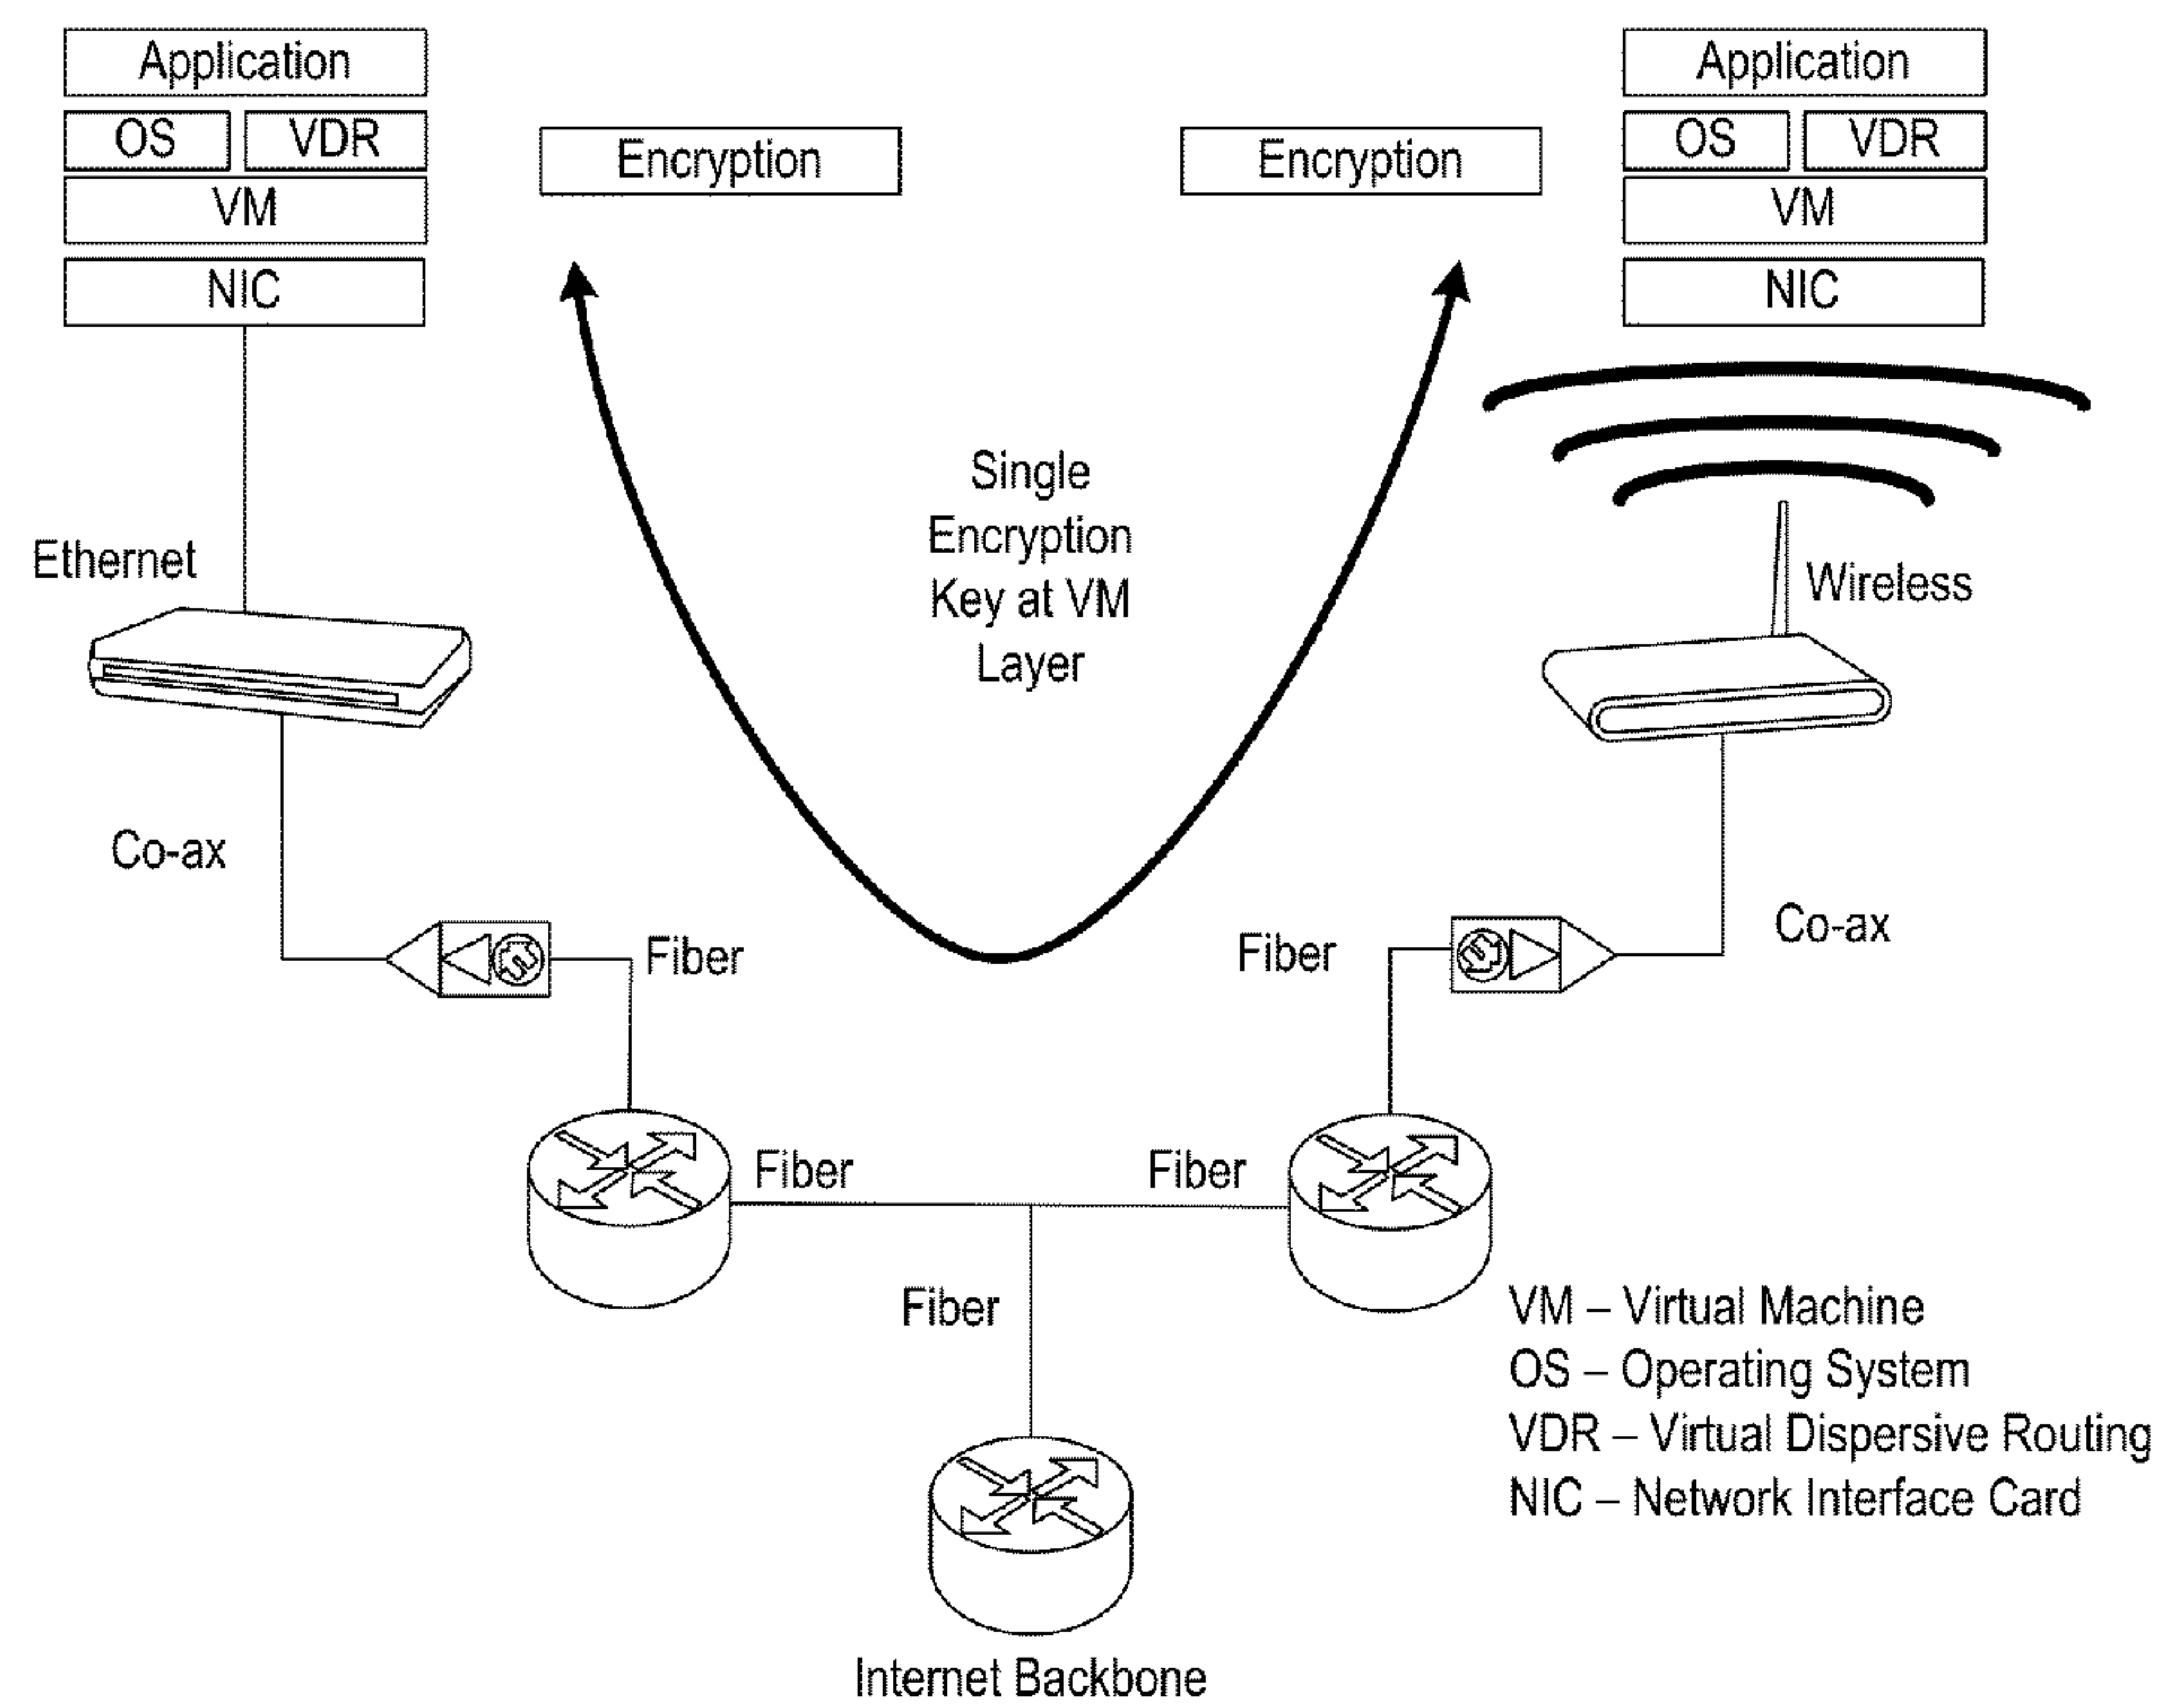 Application
OS
VDR
VM
NIC
Encryption
Encryption
Application
OS
VDR
VM
NIC
Single
Encryption
Key at VM
Layer
Ethernet
Wireless
Co-ax
Fiber
Fiber
Co-ax
Fiber
Fiber
Fiber
VM – Virtual Machine
OS – Operating System
VDR – Virtual Dispersive Routing
NIC – Network Interface Card
Internet Backbone